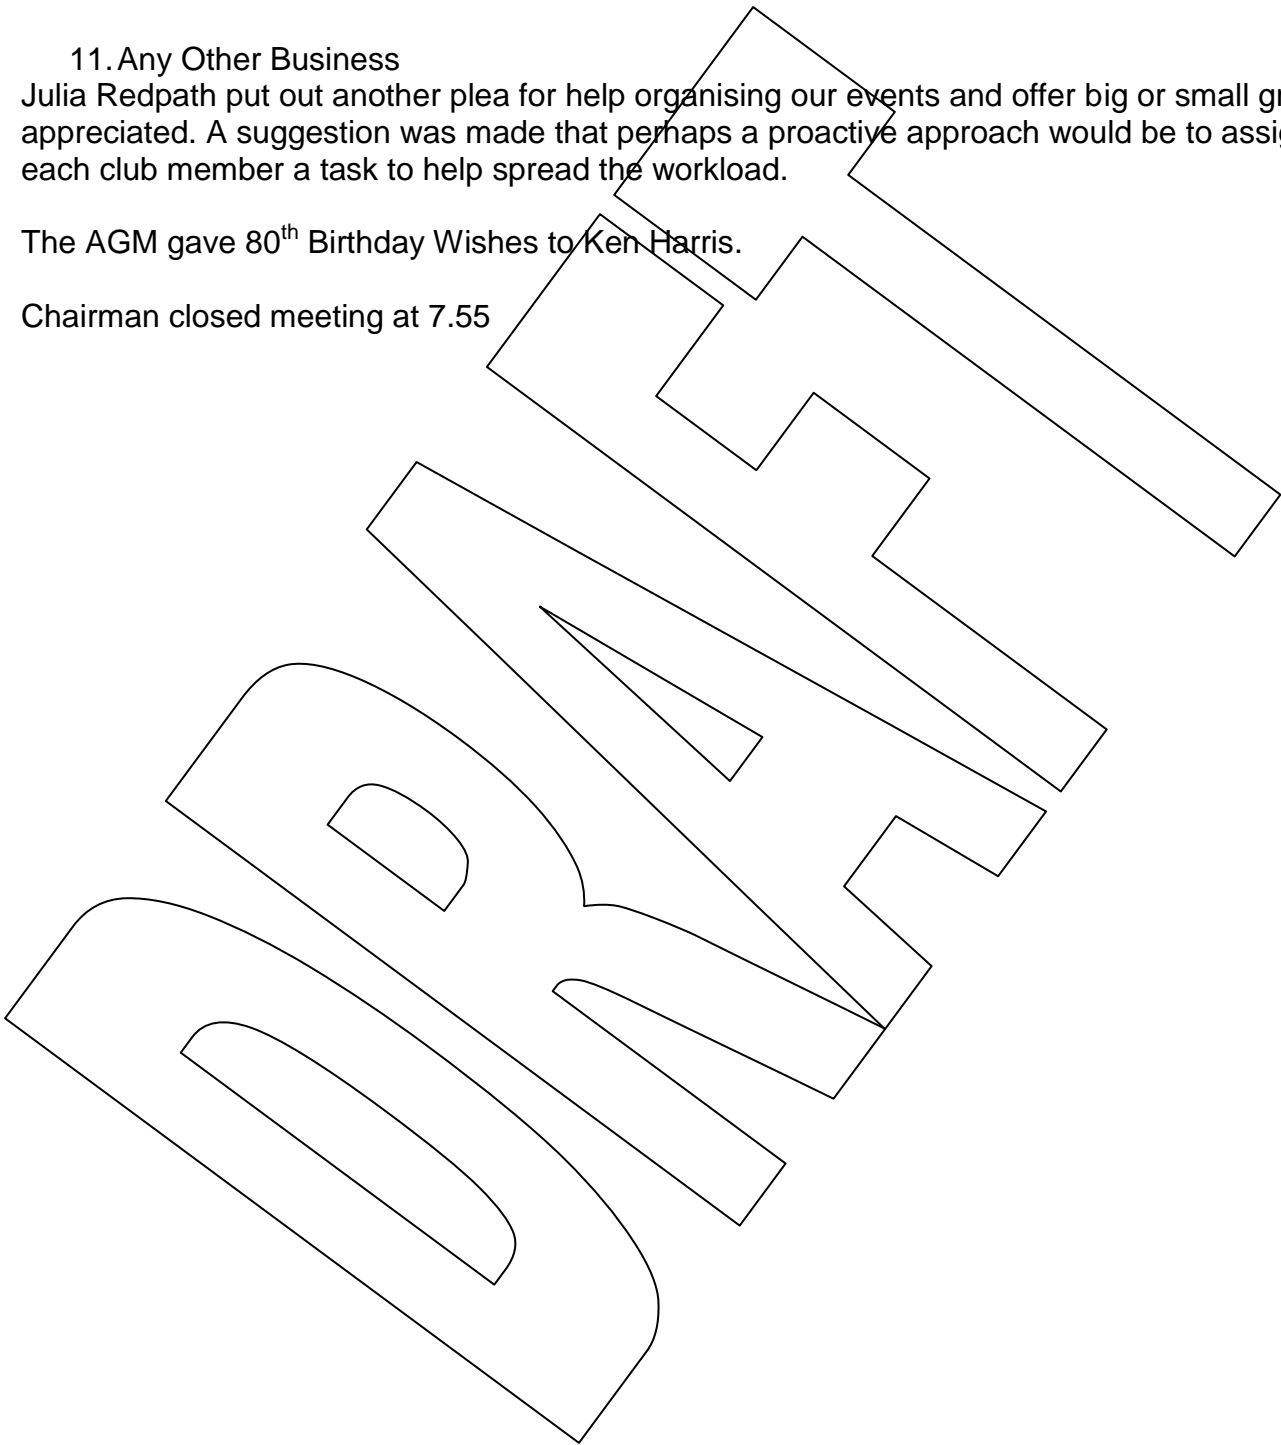 11. Any Other Business
Julia Redpath put out another plea for help organising our events and offer big or small
appreciated. A suggestion was made that perhaps a proactive approach would be to
each club member a task to help spread the workload.
The AGM gave 80th Birthday Wishes to Ken Harris.
Chairman closed meeting at 7.55
DRAFT